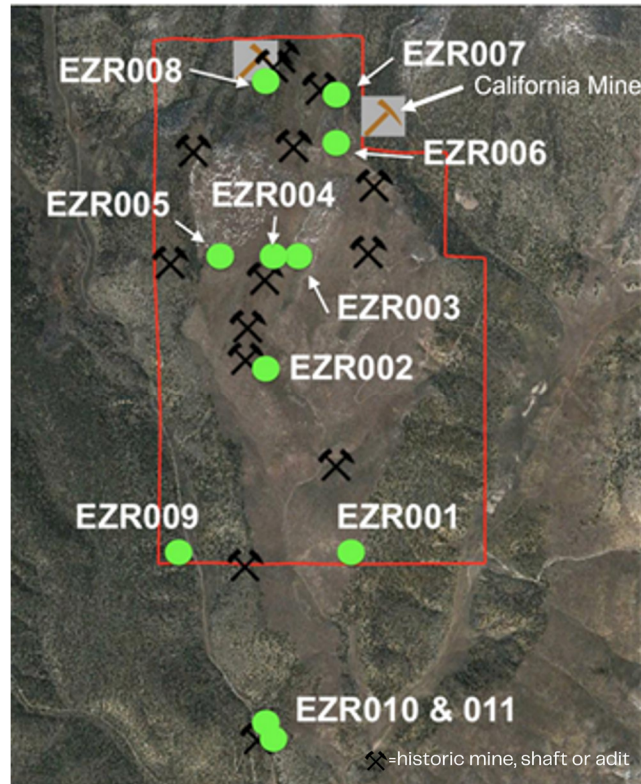 EZR007
EZR008
California Mine
EZR006
EZR004
EZR005
EZR003
EZR002
EZR009
EZR001
EZR010 & 011
=historic mine, shaft or adit